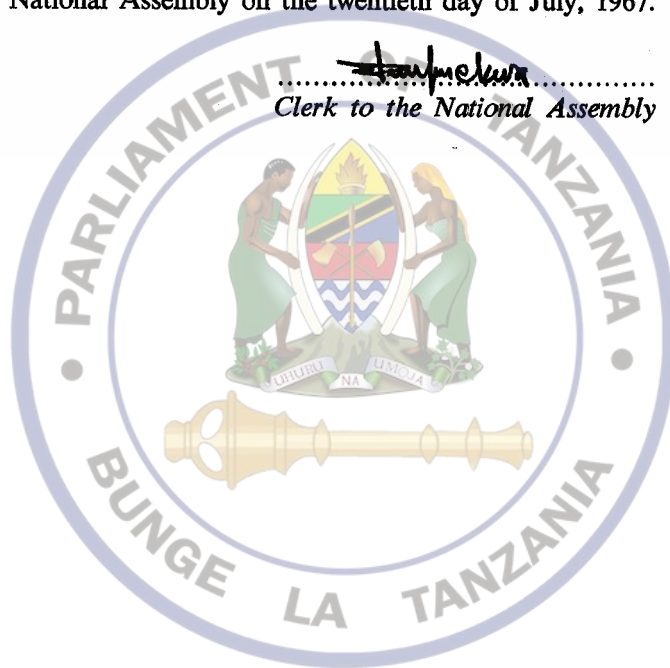 National Assembly on the twentieth day of July, 1967.
Clerk to the National Assembly
PARLIAMENT OF TANZANIA
UHURU NA UMOJA
BUNGE LA TANZANIA